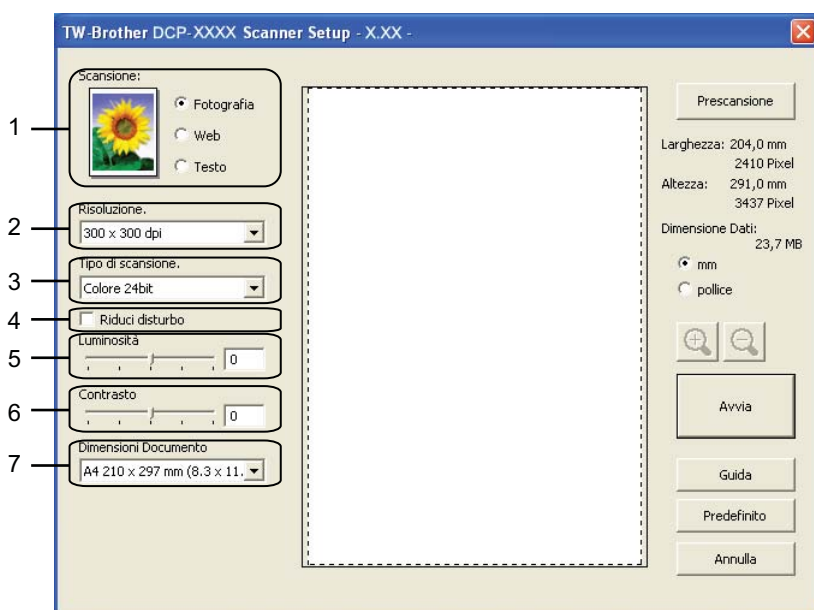 TW-Brother DCP-XXXX Scanner Setup - X.XX -
1
Scansione:
Fotografia
Web
Testo
2
Risoluzione.
300 x 300 dpi
3
Tipo di scansione.
Colore 24bit
4
Riduci disturbo
5
Luminosità
0
6
Contrasto
0
7
Dimensioni Documento
A4 210 x 297 mm (8.3 x 11.
Prescansione
Larghezza: 204,0 mm
2410 Pixel
Altezza: 291,0 mm
3437 Pixel
Dimensione Dati:
23,7 MB
mm
pollice
Avvia
Guida
Predefinito
Annulla